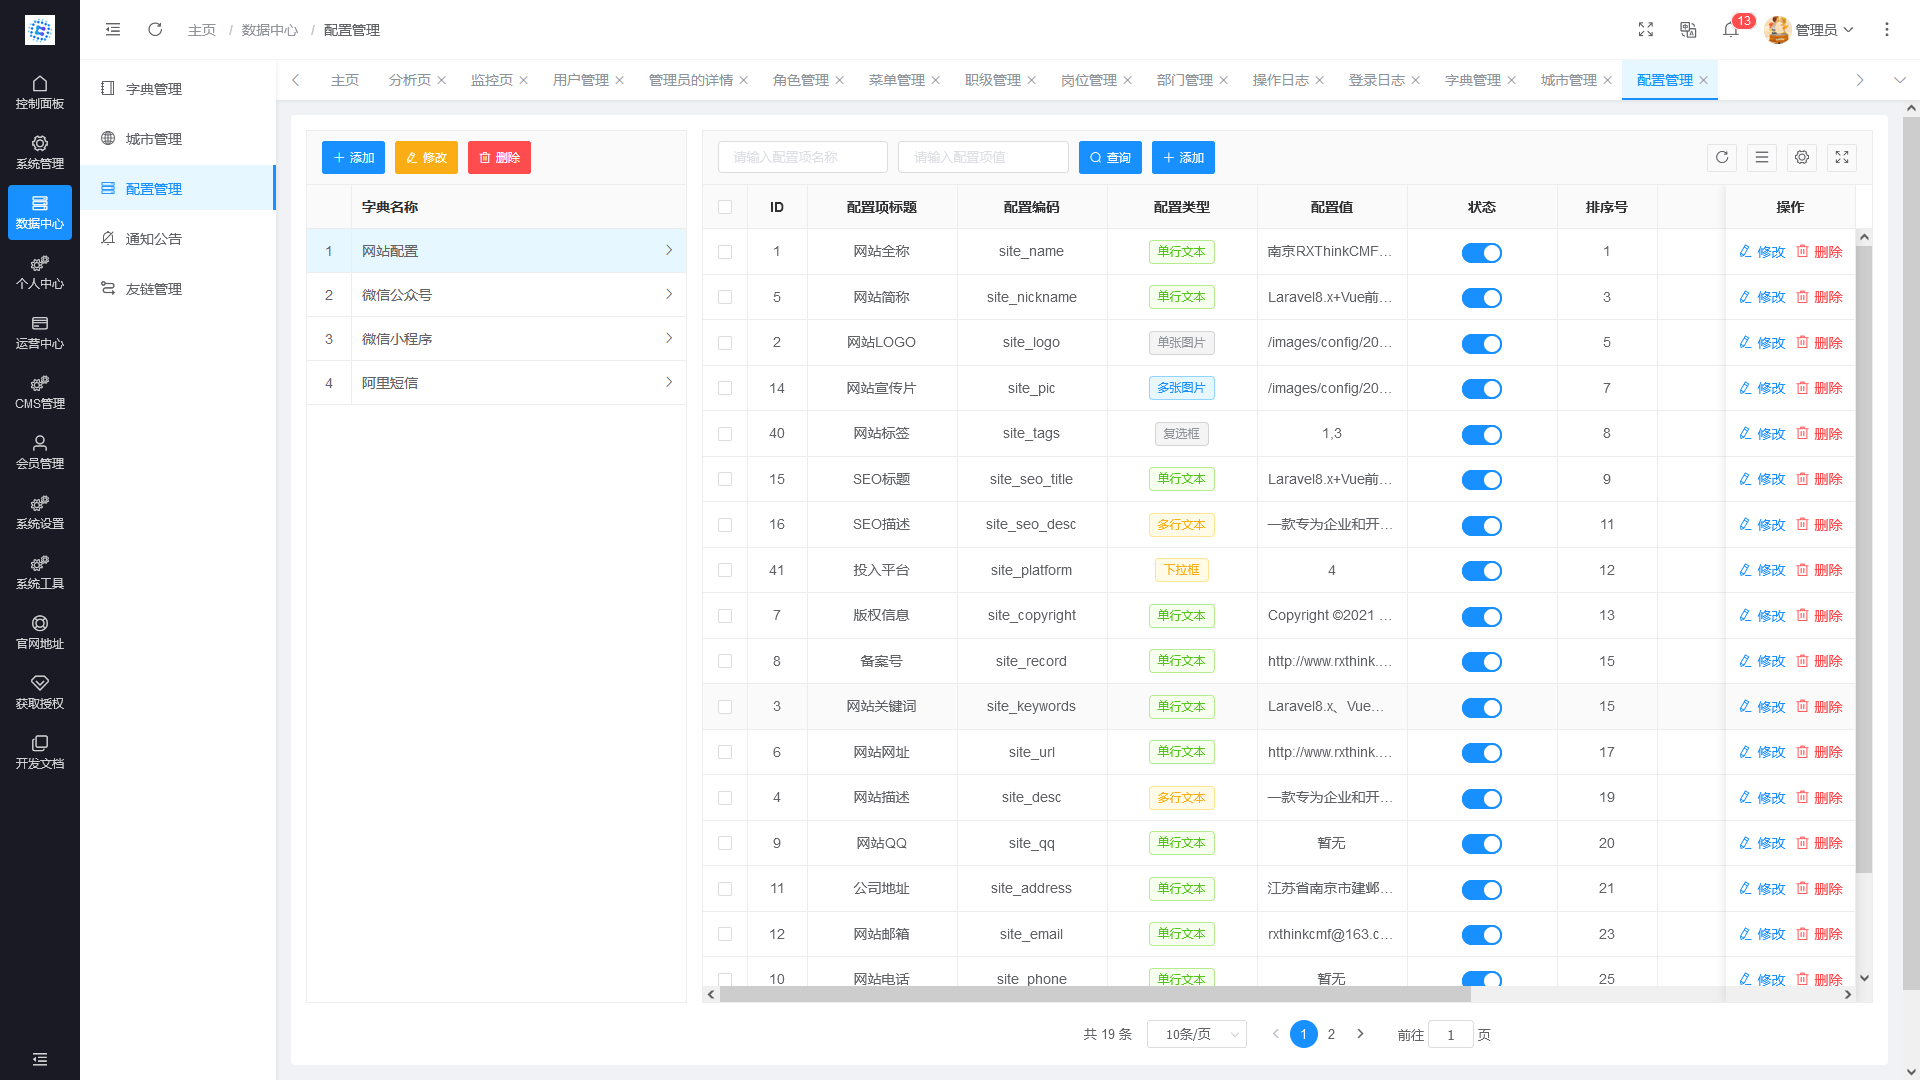 主页 / 数据中心 / 配置管理
13
管理员
控制面板
系统管理
数据中心
个人中心
运营中心
CMS管理
会员管理
系统设置
系统工具
官网地址
获取授权
开发文档
字典管理
城市管理
配置管理
通知公告
友链管理
主页 分析页 监控页 用户管理 管理员的详情 角色管理 菜单管理 职级管理 岗位管理 部门管理 操作日志 登录日志 字典管理 城市管理 配置管理
添加 修改 删除
字典名称
1 网站配置
2 微信公众号
3 微信小程序
4 阿里短信
请输入配置项名称 请输入配置项值 查询 添加
ID 配置项标题 配置编码 配置类型 配置值 状态 排序号 操作
1 网站全称 site_name 单行文本 南京RXThinkCMF... 1 修改 删除
5 网站简称 site_nickname 单行文本 Laravel8.x+Vue前... 3 修改 删除
2 网站LOGO site_logo 单张图片 /images/config/20... 5 修改 删除
14 网站宣传片 site_pic 多张图片 /images/config/20... 7 修改 删除
40 网站标签 site_tags 复选框 1,3 8 修改 删除
15 SEO标题 site_seo_title 单行文本 Laravel8.x+Vue前... 9 修改 删除
16 SEO描述 site_seo_desc 多行文本 一款专为企业和开... 11 修改 删除
41 投入平台 site_platform 下拉框 4 12 修改 删除
7 版权信息 site_copyright 单行文本 Copyright ©2021 ... 13 修改 删除
8 备案号 site_record 单行文本 http://www.rxthink.... 15 修改 删除
3 网站关键词 site_keywords 单行文本 Laravel8.x、Vue... 15 修改 删除
6 网站网址 site_url 单行文本 http://www.rxthink.... 17 修改 删除
4 网站描述 site_desc 多行文本 一款专为企业和开... 19 修改 删除
9 网站QQ site_qq 单行文本 暂无 20 修改 删除
11 公司地址 site_address 单行文本 江苏省南京市建邺... 21 修改 删除
12 网站邮箱 site_email 单行文本 rxthinkcmf@163.c... 23 修改 删除
10 网站电话 site_phone 单行文本 暂无 25 修改 删除
共 19 条 10条/页 1 2 前往 1 页